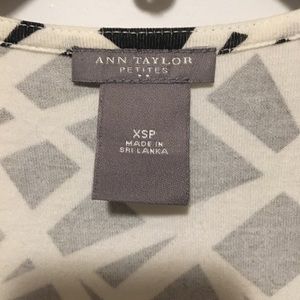 ANN TAYLOR
PETITES
XSP
MADE IN
SRI LANKA